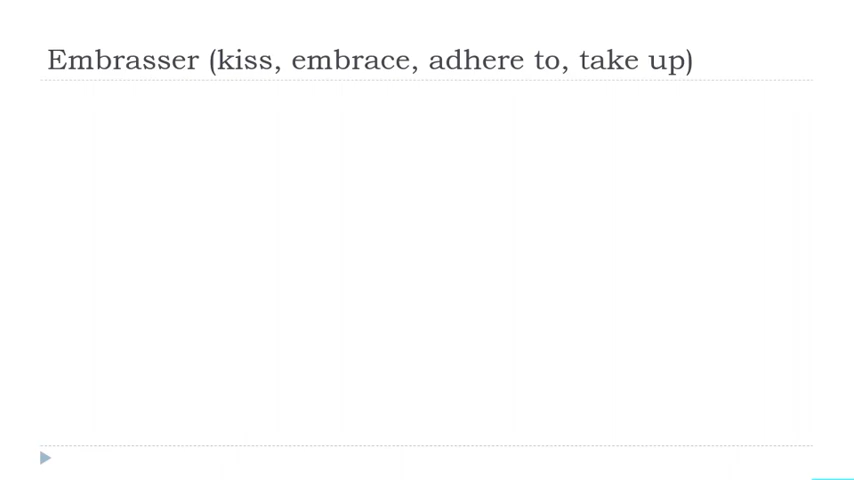 Embrasser (kiss, embrace, adhere to, take up)